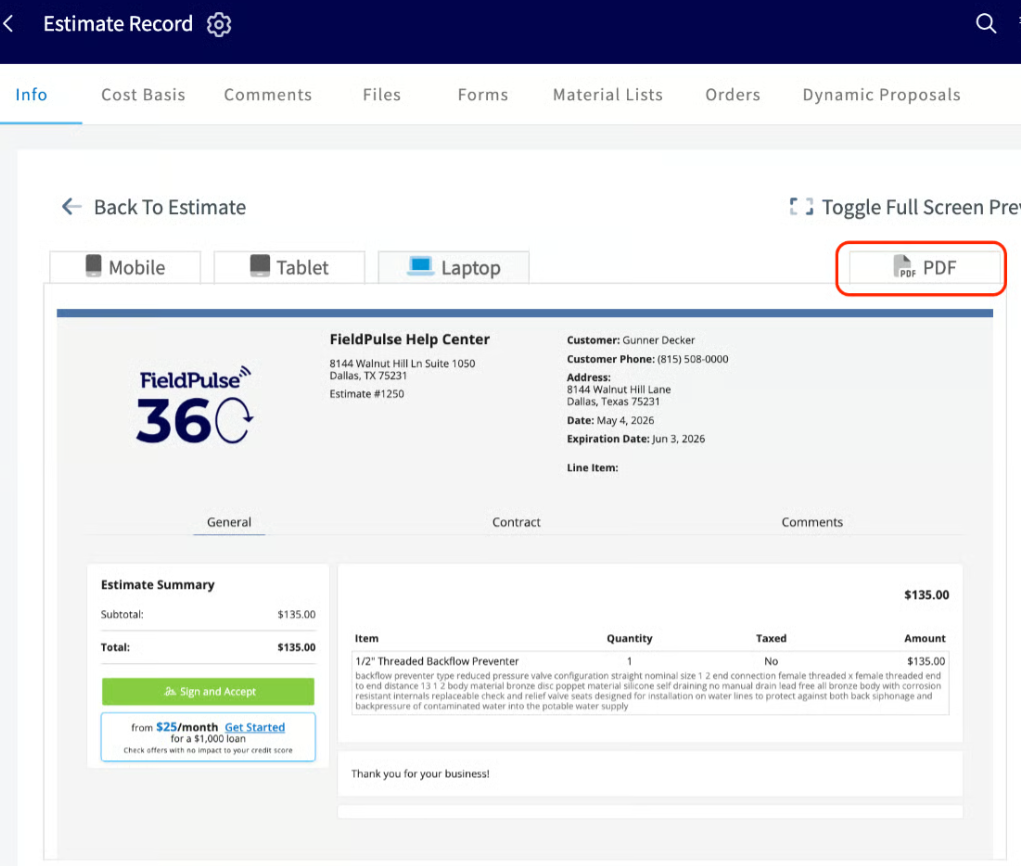 Estimate Record
Info Cost Basis Comments Files Forms Material Lists Orders Dynamic Proposals
Back To Estimate
Toggle Full Screen Prev
Mobile Tablet Laptop PDF PDF
FieldPulse
360
FieldPulse Help Center
8144 Walnut Hill Ln Suite 1050
Dallas, TX 75231
Estimate #1250
Customer: Gunner Decker
Customer Phone: (815) 508-0000
Address:
8144 Walnut Hill Lane
Dallas, Texas 75231
Date: May 4, 2026
Expiration Date: Jun 3, 2026
Line Item:
General Contract Comments
Estimate Summary
Subtotal: $135.00
Total: $135.00
Sign and Accept
from $25/month Get Started
for a $1,000 loan
Check offers with no impact to your credit score
$135.00
Item Quantity Taxed Amount
1/2" Threaded Backflow Preventer 1 No $135.00
backflow preventer type reduced pressure valve configuration straight nominal size 1 2 end connection female threaded x female threaded end
to end distance 13 1 2 body material bronze disc poppet material silicone self draining no manual drain lead free all bronze body with corrosion
resistant internals replaceable check and relief valve seats designed for installation on water lines to protect against both back siphonage and
backpressure of contaminated water into the potable water supply
Thank you for your business!